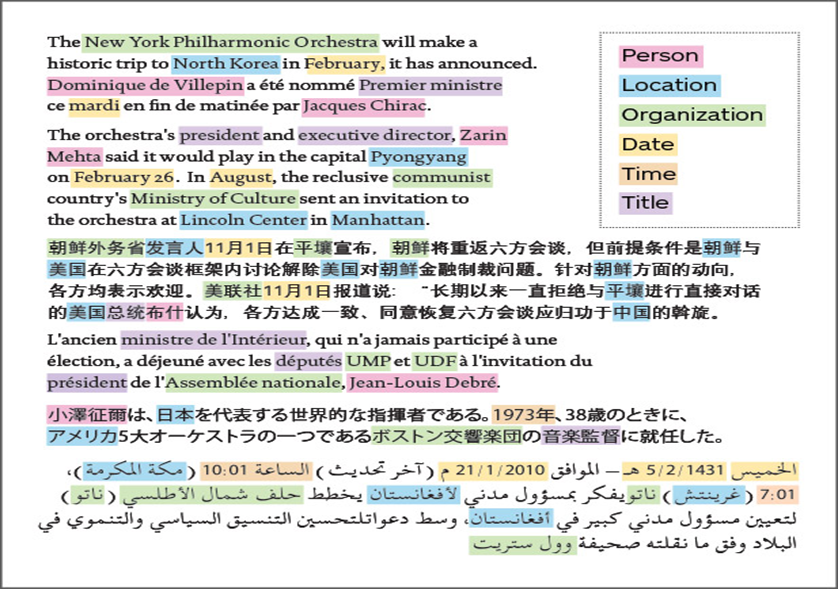 The New York Philharmonic Orchestra will make a
historic trip to North Korea in February, it has announced.
Dominique de Villepin a été nommé Premier ministre
ce mardi en fin de matinée par Jacques Chirac.
The orchestra's president and executive director, Zarin
Mehta said it would play in the capital Pyongyang
on February 26. In August, the reclusive communist
country's Ministry of Culture sent an invitation to
the orchestra at Lincoln Center in Manhattan.
朝鲜外务省发言人11月1日在平壤宣布，朝鲜将重返六方会谈，但前提条件是朝鲜与
美国在六方会谈框架内讨论解除美国对朝鲜金融制裁问题。针对朝鲜方面的动向，
各方均表示欢迎。美联社11月1日报道说：“长期以来一直拒绝与平壤进行直接对话
的美国总统布什认为，各方达成一致、同意恢复六方会谈应归功于中国的斡旋。
L'ancien ministre de l'Intérieur, qui n'a jamais participé à une
élection, a déjeuné avec les députés UMP et UDF à l'invitation du
président de l'Assemblée nationale, Jean-Louis Debré.
小澤征爾は、日本を代表する世界的な指揮者である。1973年、38歳のときに、
アメリカ5大オーケストラの一つであるボストン交響楽団の音楽監督に就任した。
الخميس 5/2/1431 هـ – الموافق 21/1/2010 م (آخر تحديث) الساعة 10:01 (مكة المكرمة)،
7:01 (غرينتش) ناتويفكر بمسؤول مدني لأفغانستان يخطط حلف شمال الأطلسي (ناتو)
لتعيين مسؤول مدني كبير في أفغانستان، وسط دعواتلتحسين التنسيق السياسي والتنموي في
البلاد وفق ما نقلته صحيفة وول ستريت
Person
Location
Organization
Date
Time
Title